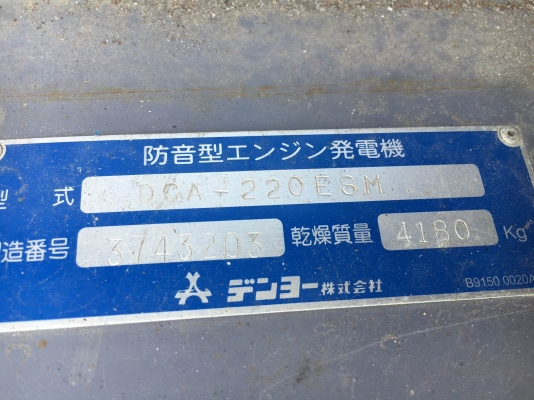 防音型エンジン発電機
型 式 DCA-220ESM
製造番号 3743203 乾燥質量 4180 Kg
デンヨー株式会社 B9150 0020A